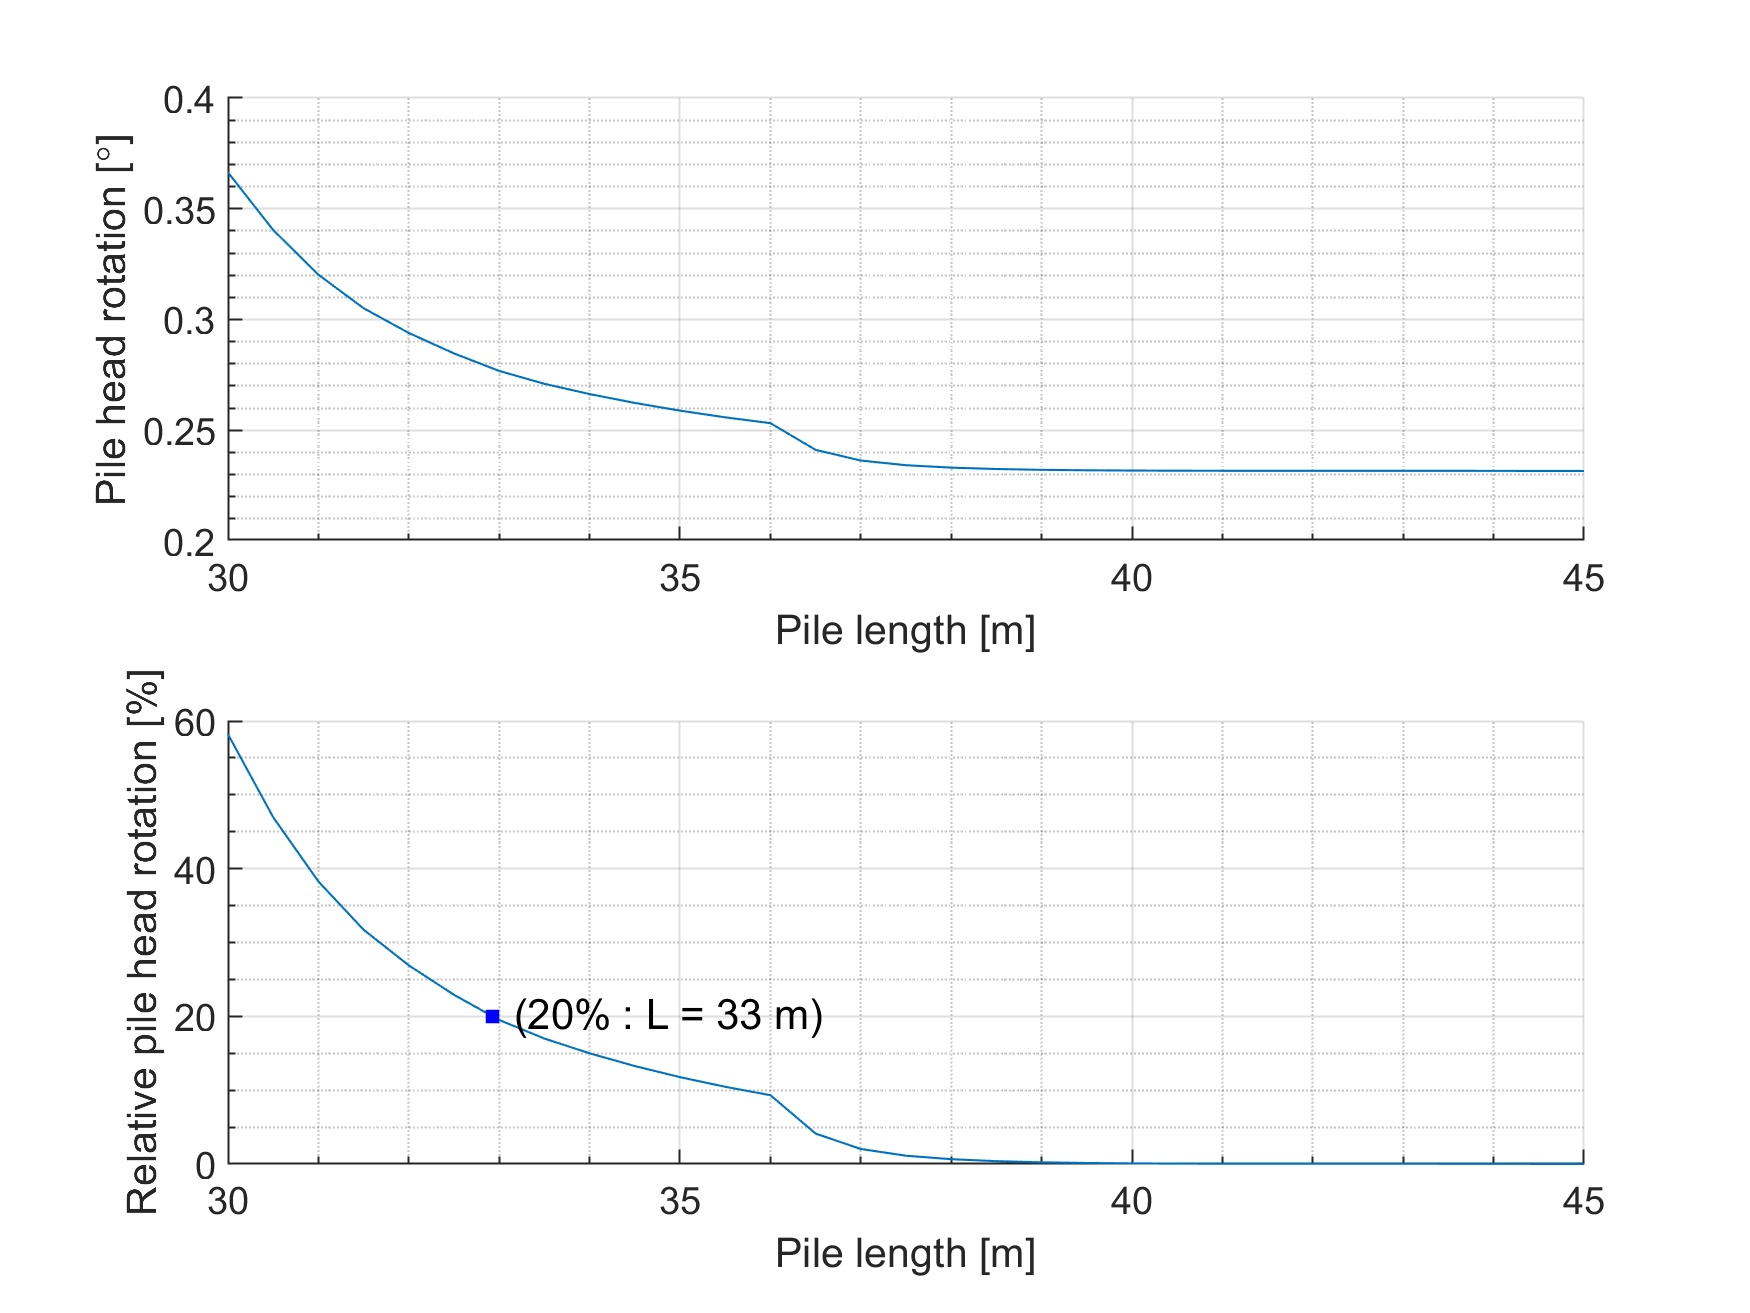 Pile head rotation [°]
0.4
0.35
0.3
0.25
0.2
30 35 40 45
Pile length [m]
Relative pile head rotation [%]
60
40
20
0
(20% : L = 33 m)
30 35 40 45
Pile length [m]